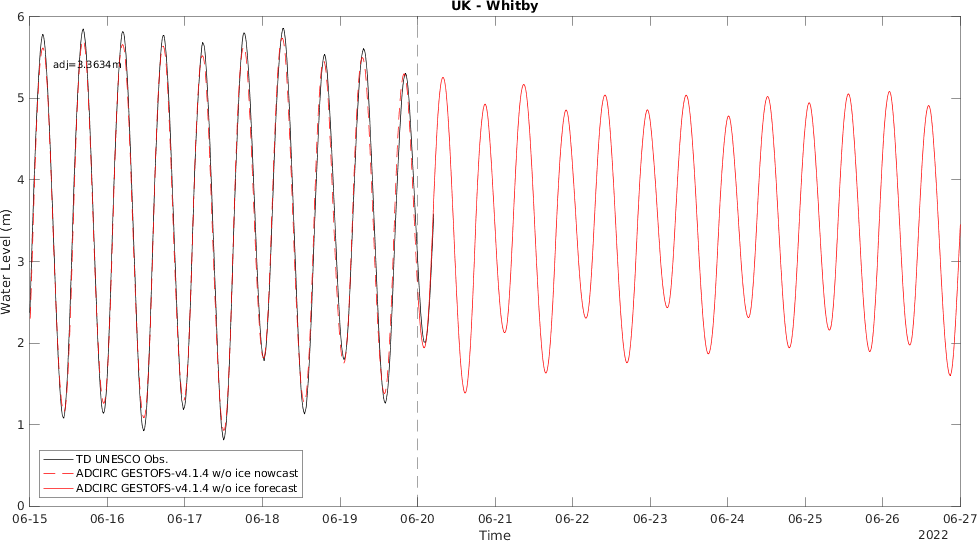 UK - Whitby
6
5
4
3
2
1
0
Water Level (m)
adj=3.3634m
TD UNESCO Obs.
ADCIRC GESTOFS-v4.1.4 w/o ice nowcast
ADCIRC GESTOFS-v4.1.4 w/o ice forecast
06-15 06-17 06-17 06-18 06-19 06-20 06-21 06-22 06-23 06-24 06-25 06-26 06-27
Time
2022